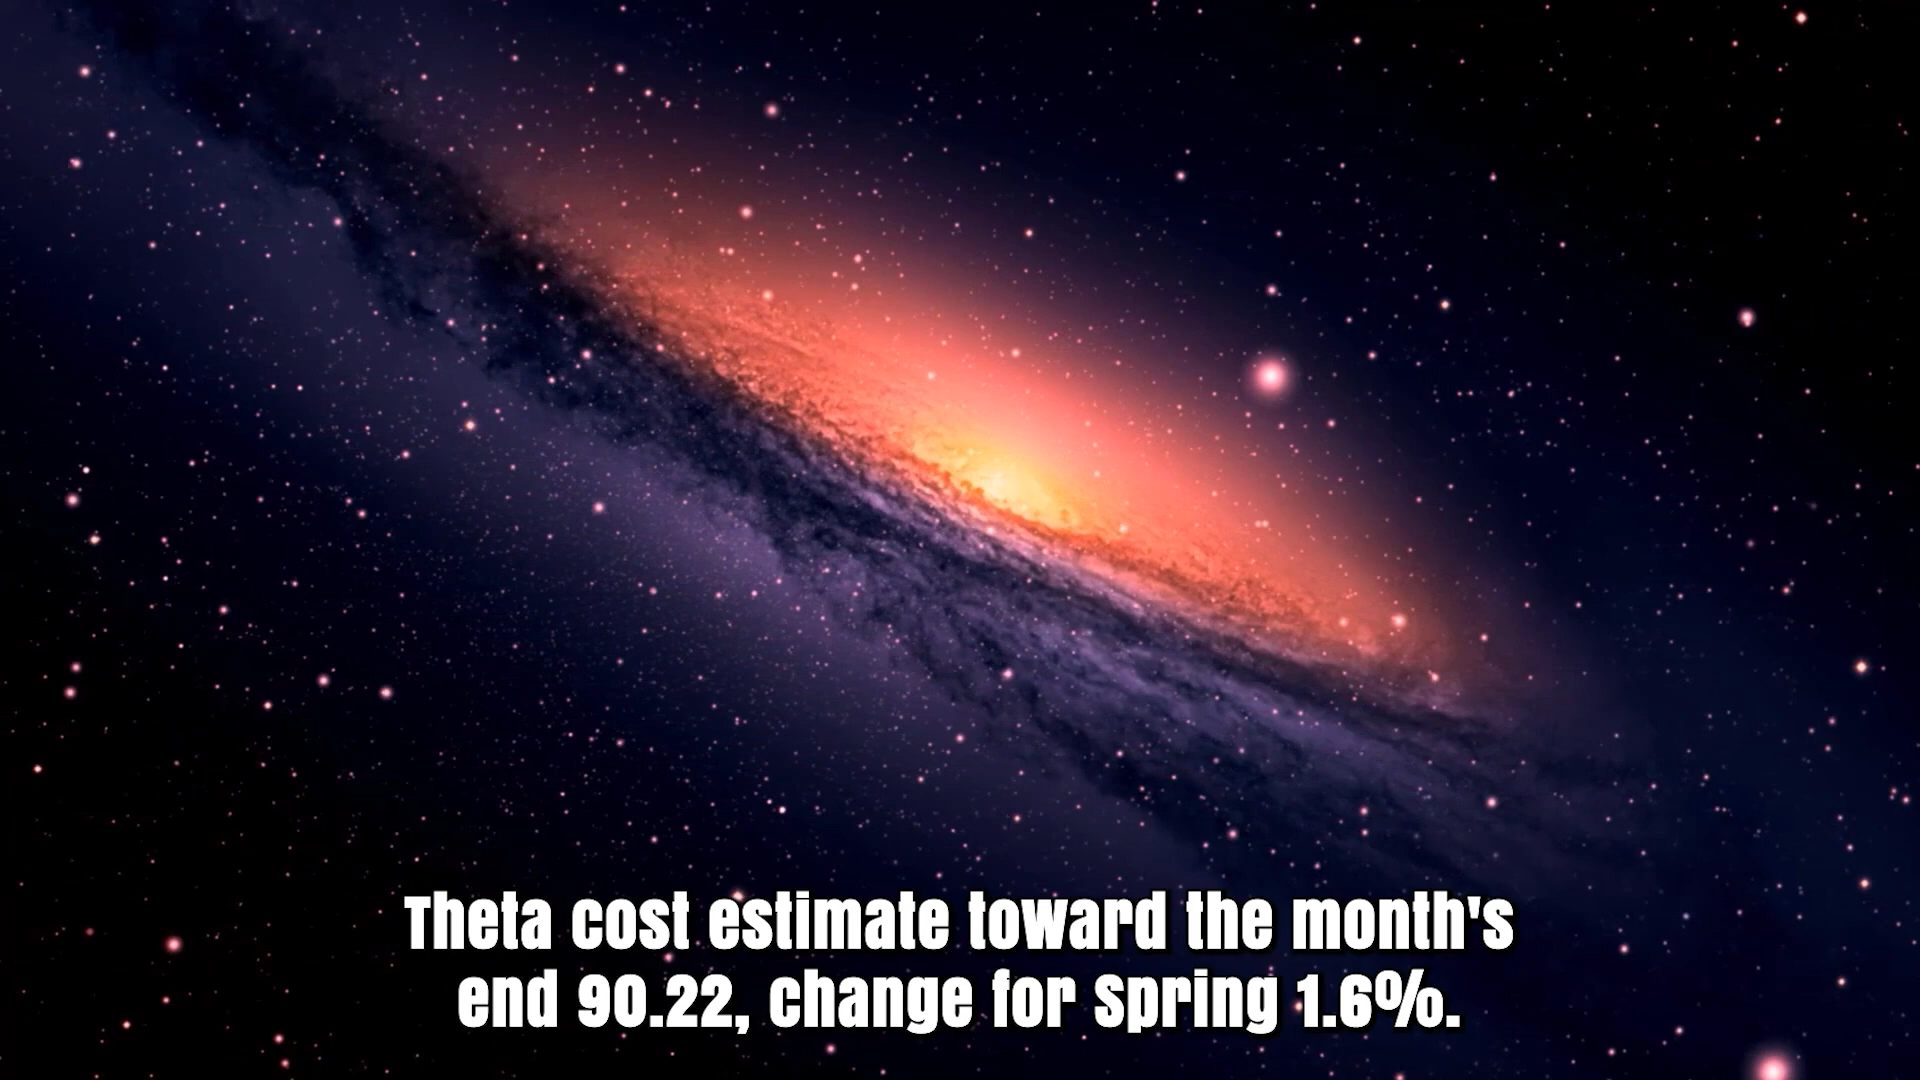 Theta cost estimate toward the month's
end 90.22, change for Spring 1.6%.